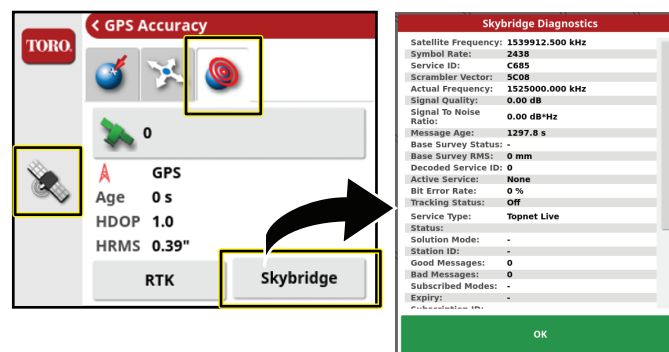 TORO.
GPS Accuracy
0
GPS
Age 0 s
HDOP 1.0
HRMS 0.39"
RTK
Skybridge
Skybridge Diagnostics
Satellite Frequency: 1539912.500 kHz
Symbol Rate: 2438
Service ID: C685
Scrambler Vector: 5C08
Actual Frequency: 1525000.000 kHz
Signal Quality: 0.00 dB
Signal To Noise
Ratio: 0.00 dB*Hz
Message Age: 1297.8 s
Base Survey Status: -
Base Survey RMS: 0 mm
Decoded Service ID: 0
Active Service: None
Bit Error Rate: 0 %
Tracking Status: Off
Service Type: Topnet Live
Status:
Solution Mode: -
Station ID: -
Good Messages: 0
Bad Messages: 0
Subscribed Modes: -
Expiry: -
Subscription ID:
OK